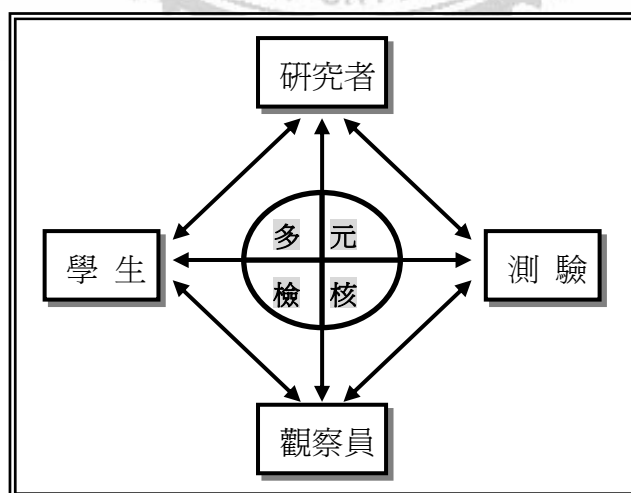 研究者
多 元
學 生
測 驗
檢 核
觀察員